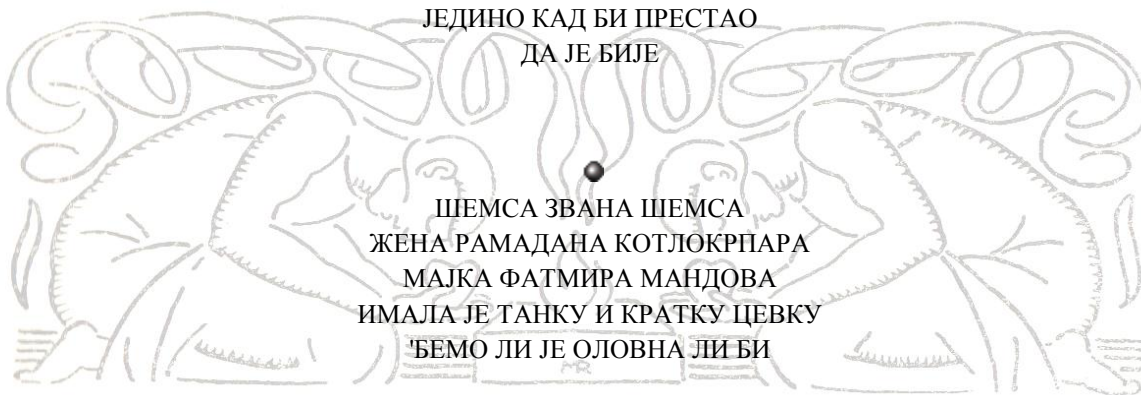 ЈЕДИНО КАД БИ ПРЕСТАО
ДА ЈЕ БИЈЕ
ШЕМСА ЗВАНА ШЕМСА
ЖЕНА РАМАДАНА КОТЛОКРПАРА
МАЈКА ФАТМИРА МАНДОВА
ИМАЛА ЈЕ ТАНКУ И КРАТКУ ЦЕВКУ
'БЕМО ЛИ ЈЕ ОЛОВНА ЛИ БИ